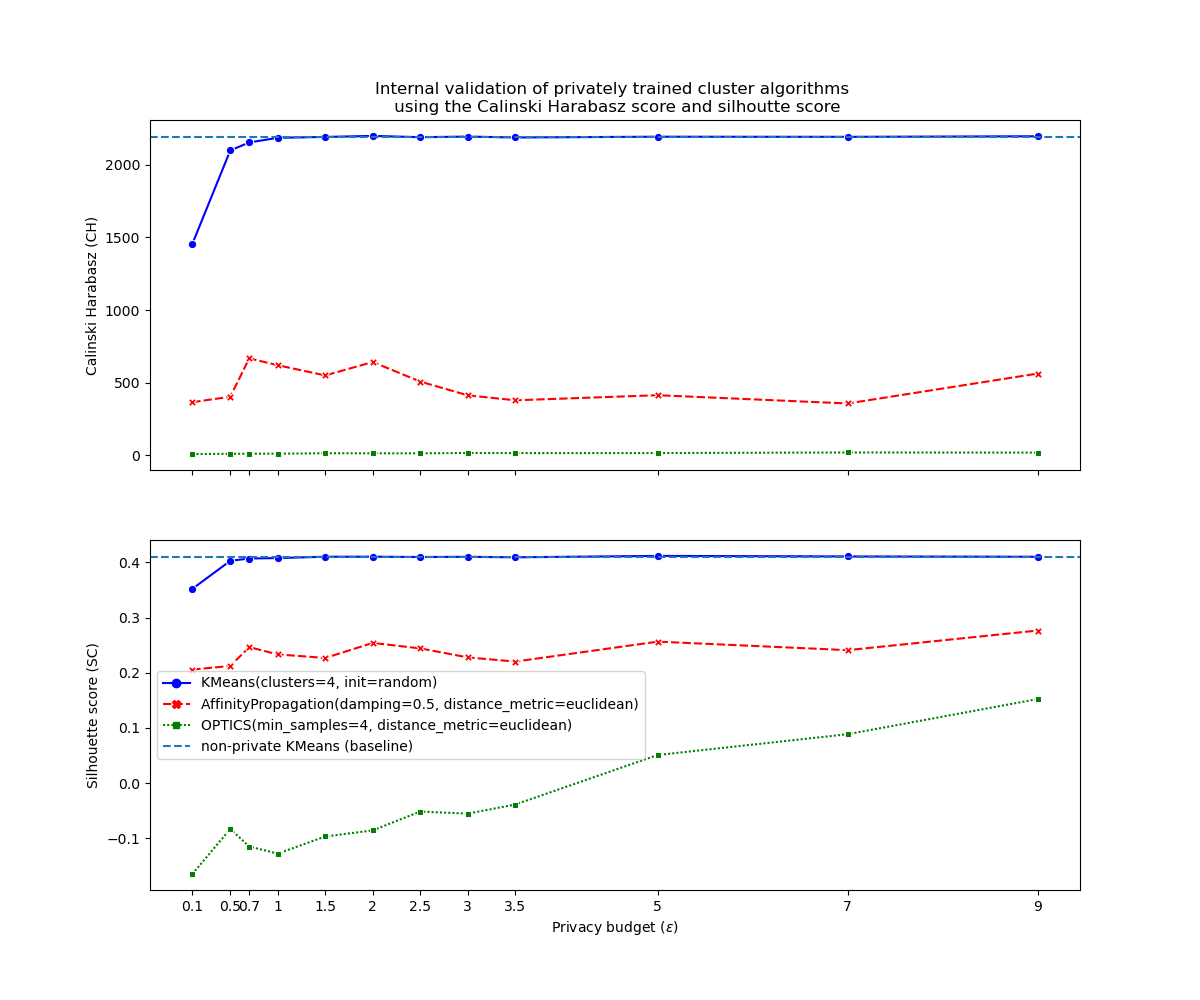 Internal validation of privately trained cluster algorithms
using the Calinski Harabasz score and silhoutte score
Calinski Harabasz (CH)
2000
1500
1000
500
0
Silhouette score (SC)
0.4
0.3
0.2
0.1
0.0
−0.1
KMeans(clusters=4, init=random)
AffinityPropagation(damping=0.5, distance_metric=euclidean)
OPTICS(min_samples=4, distance_metric=euclidean)
non-private KMeans (baseline)
0.1 0.5 0.7 1 1.5 2 2.5 3 3.5 5 7 9
Privacy budget (ε)